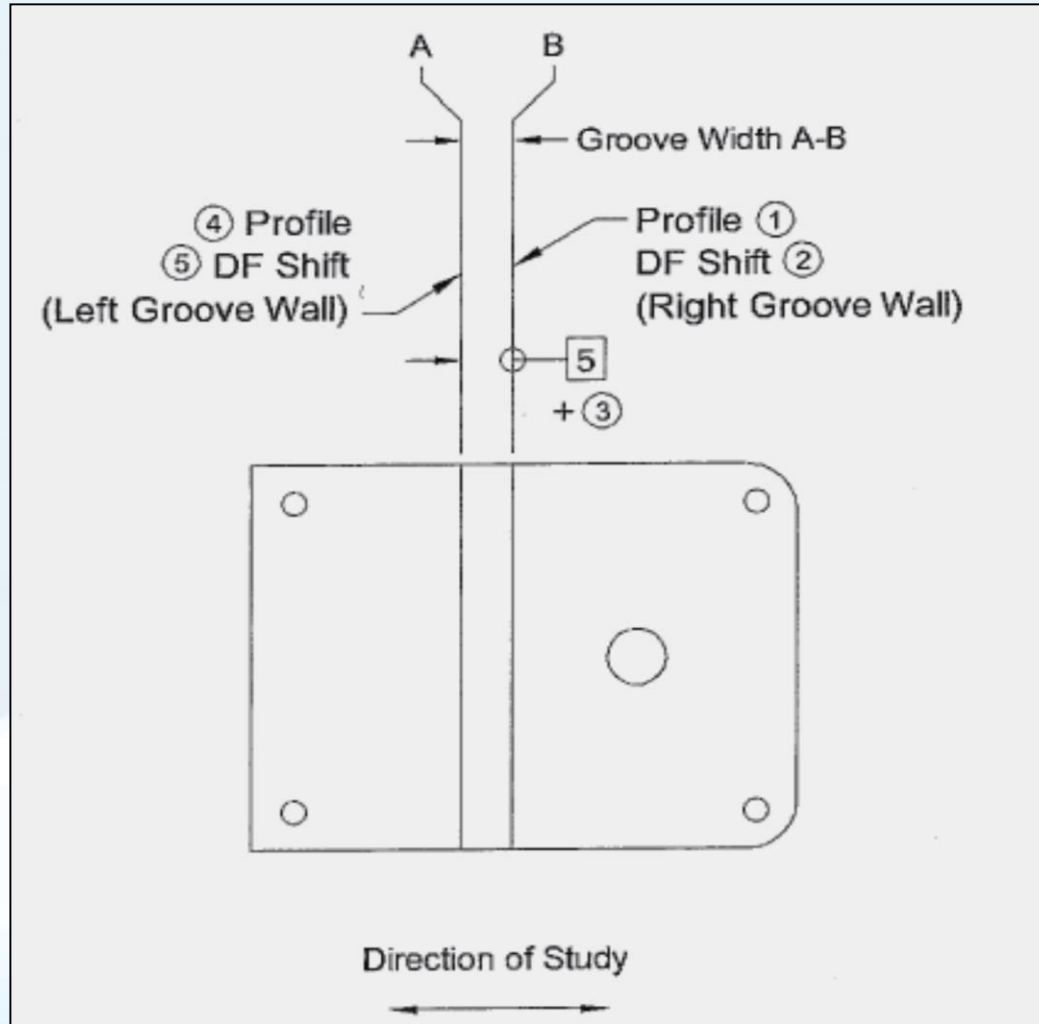 A B
Groove Width A-B
④ Profile
⑤ DF Shift
(Left Groove Wall)
Profile ①
DF Shift ②
(Right Groove Wall)
5
+ ③
Direction of Study